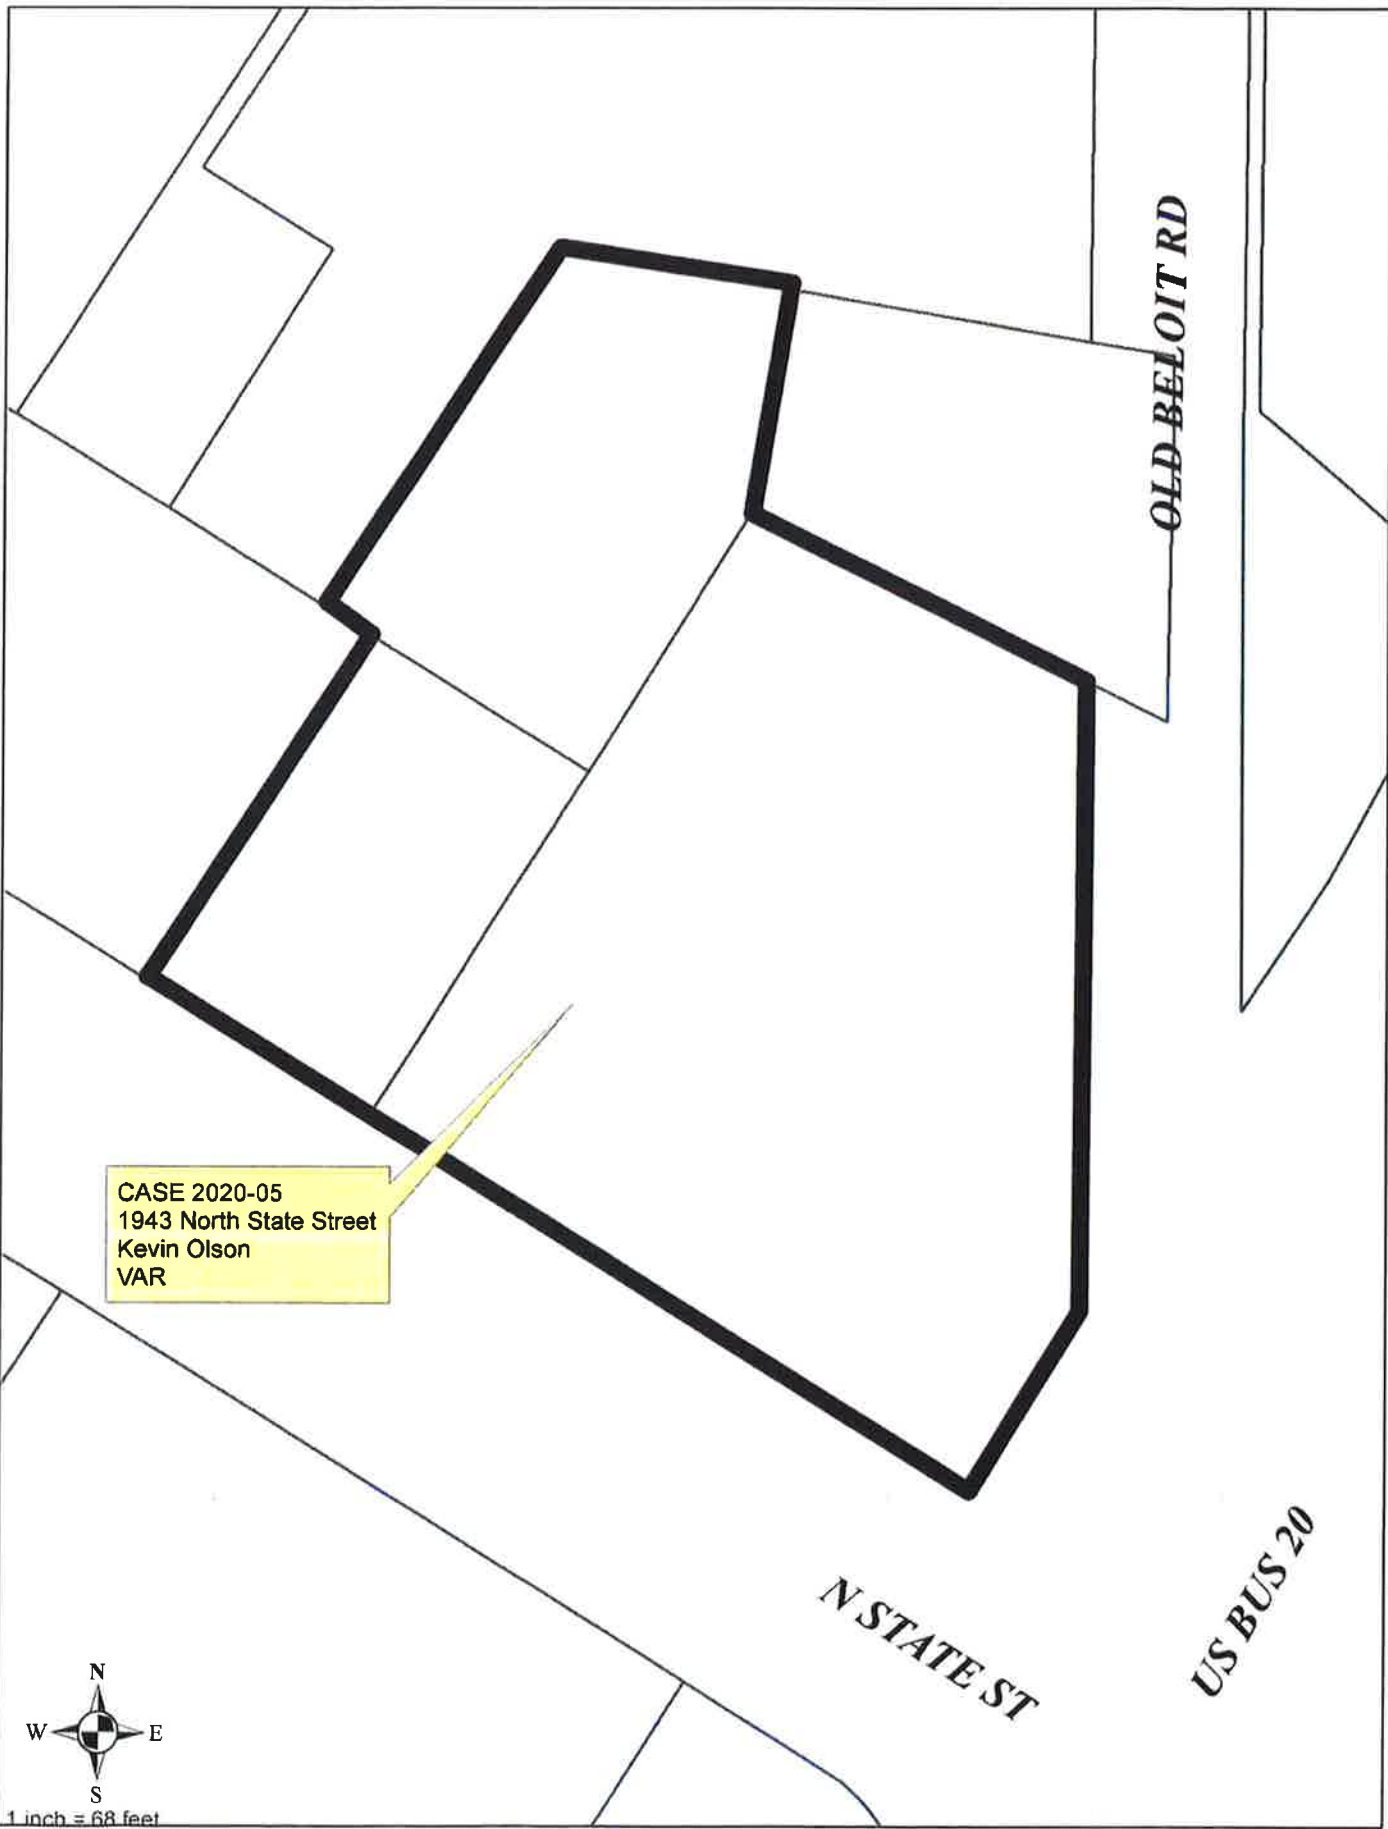 OLD BELOIT RD
CASE 2020-05
1943 North State Street
Kevin Olson
VAR
N STATE ST
US BUS 20
N
W E
S
1 inch = 68 feet